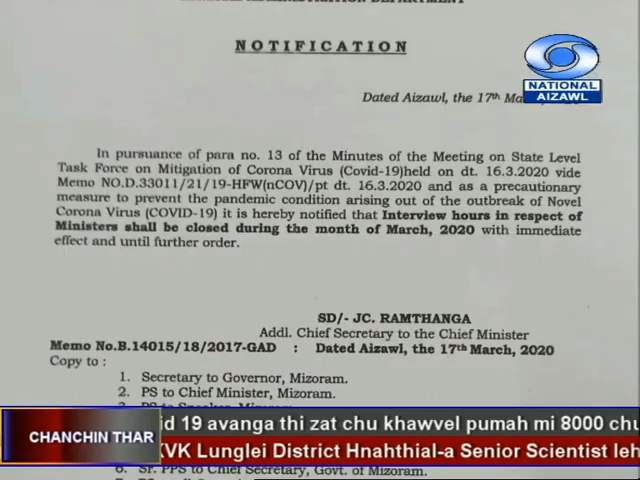 NOTIFICATION
NATIONAL
AIZAWL
Dated Aizawl, the 17th
In pursuance of para no. 13 of the Minutes of the Meeting on State Level
Task Force on Mitigation of Corona Virus (Covid-19)held on dt. 16.3.2020 vide
Memo NO.D.33011/21/19-HFW(nCOV)/pt dt. 16.3.2020 and as a precautionary
measure to prevent the pandemic condition arising out of the outbreak of Novel
Corona Virus (COVID-19) it is hereby notified that Interview hours in respect of
Ministers shall be closed during the month of March, 2020 with immediate
effect and until further order.
SD/- JC. RAMTHANGA
Addl. Chief Secretary to the Chief Minister
Memo No.B.14015/18/2017-GAD : Dated Aizawl, the 17th March, 2020
Copy to :
1. Secretary to Governor, Mizoram.
2. PS to Chief Minister, Mizoram.
CHANCHIN THAR
id 19 avanga thi zat chu khawvel pumah mi 8000 chu
KVK Lunglei District Hnahthial-a Senior Scientist leh
6. Sr. PPS to Chief Secretary, Govt. of Mizoram.